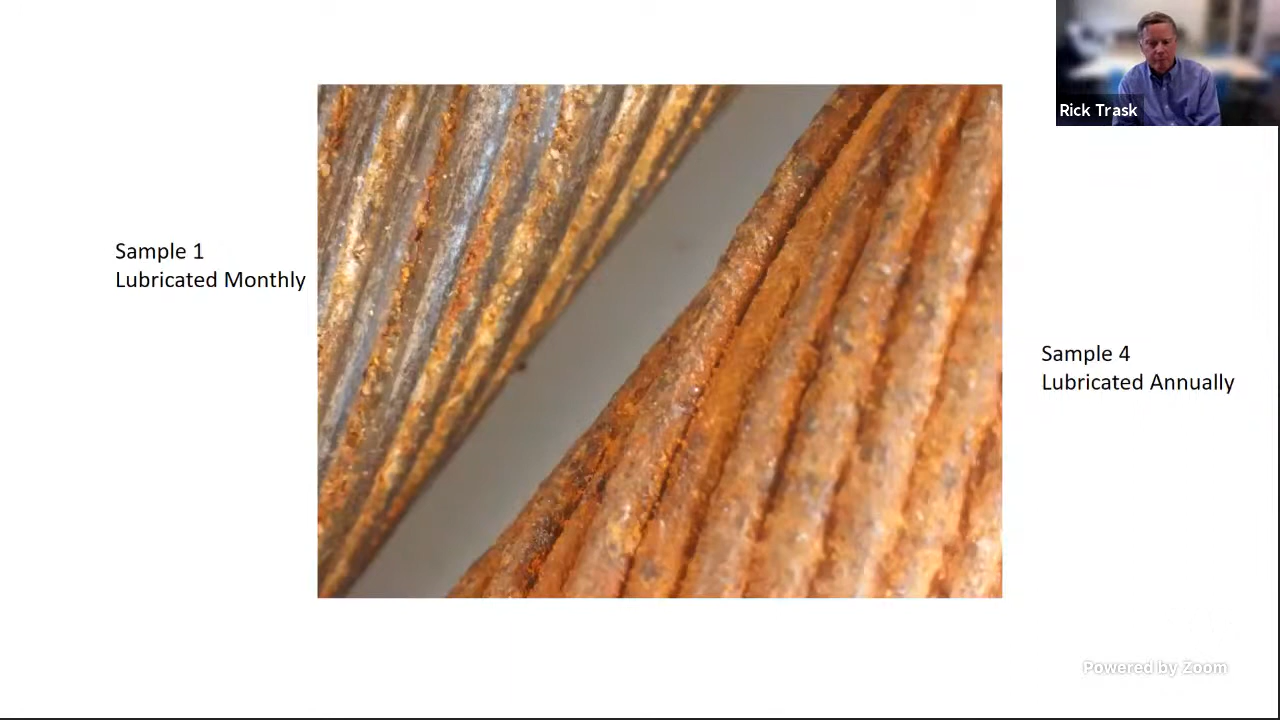 Rick Trask
Sample 1
Lubricated Monthly
Sample 4
Lubricated Annually
Powered by Zoom